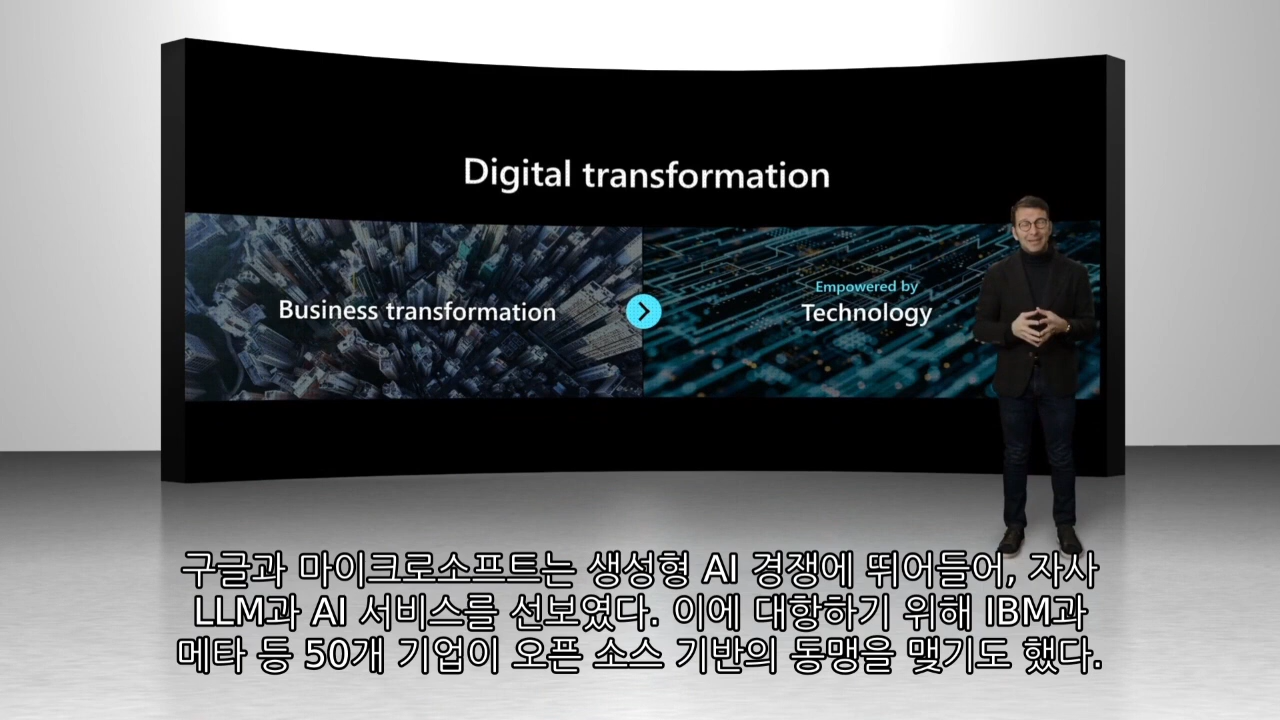 Digital transformation
Business transformation
Empowered by
Technology
구글과 마이크로소프트는 생성형 AI 경쟁에 뛰어들어, 자사
LLM과 AI 서비스를 선보였다. 이에 대항하기 위해 IBM과
메타 등 50개 기업이 오픈 소스 기반의 동맹을 맺기도 했다.